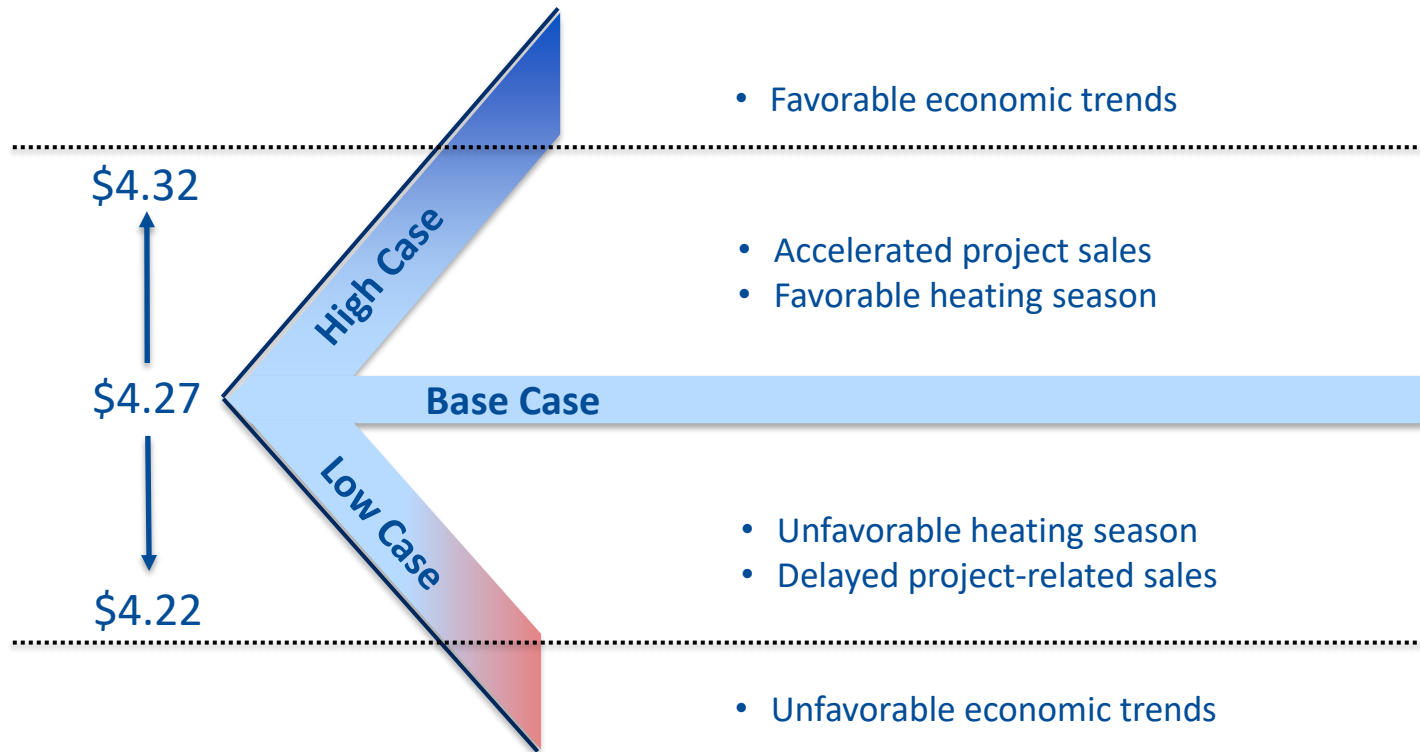 • Favorable economic trends
$4.32
High Case
• Accelerated project sales
• Favorable heating season
$4.27
Base Case
Low Case
• Unfavorable heating season
• Delayed project-related sales
$4.22
• Unfavorable economic trends